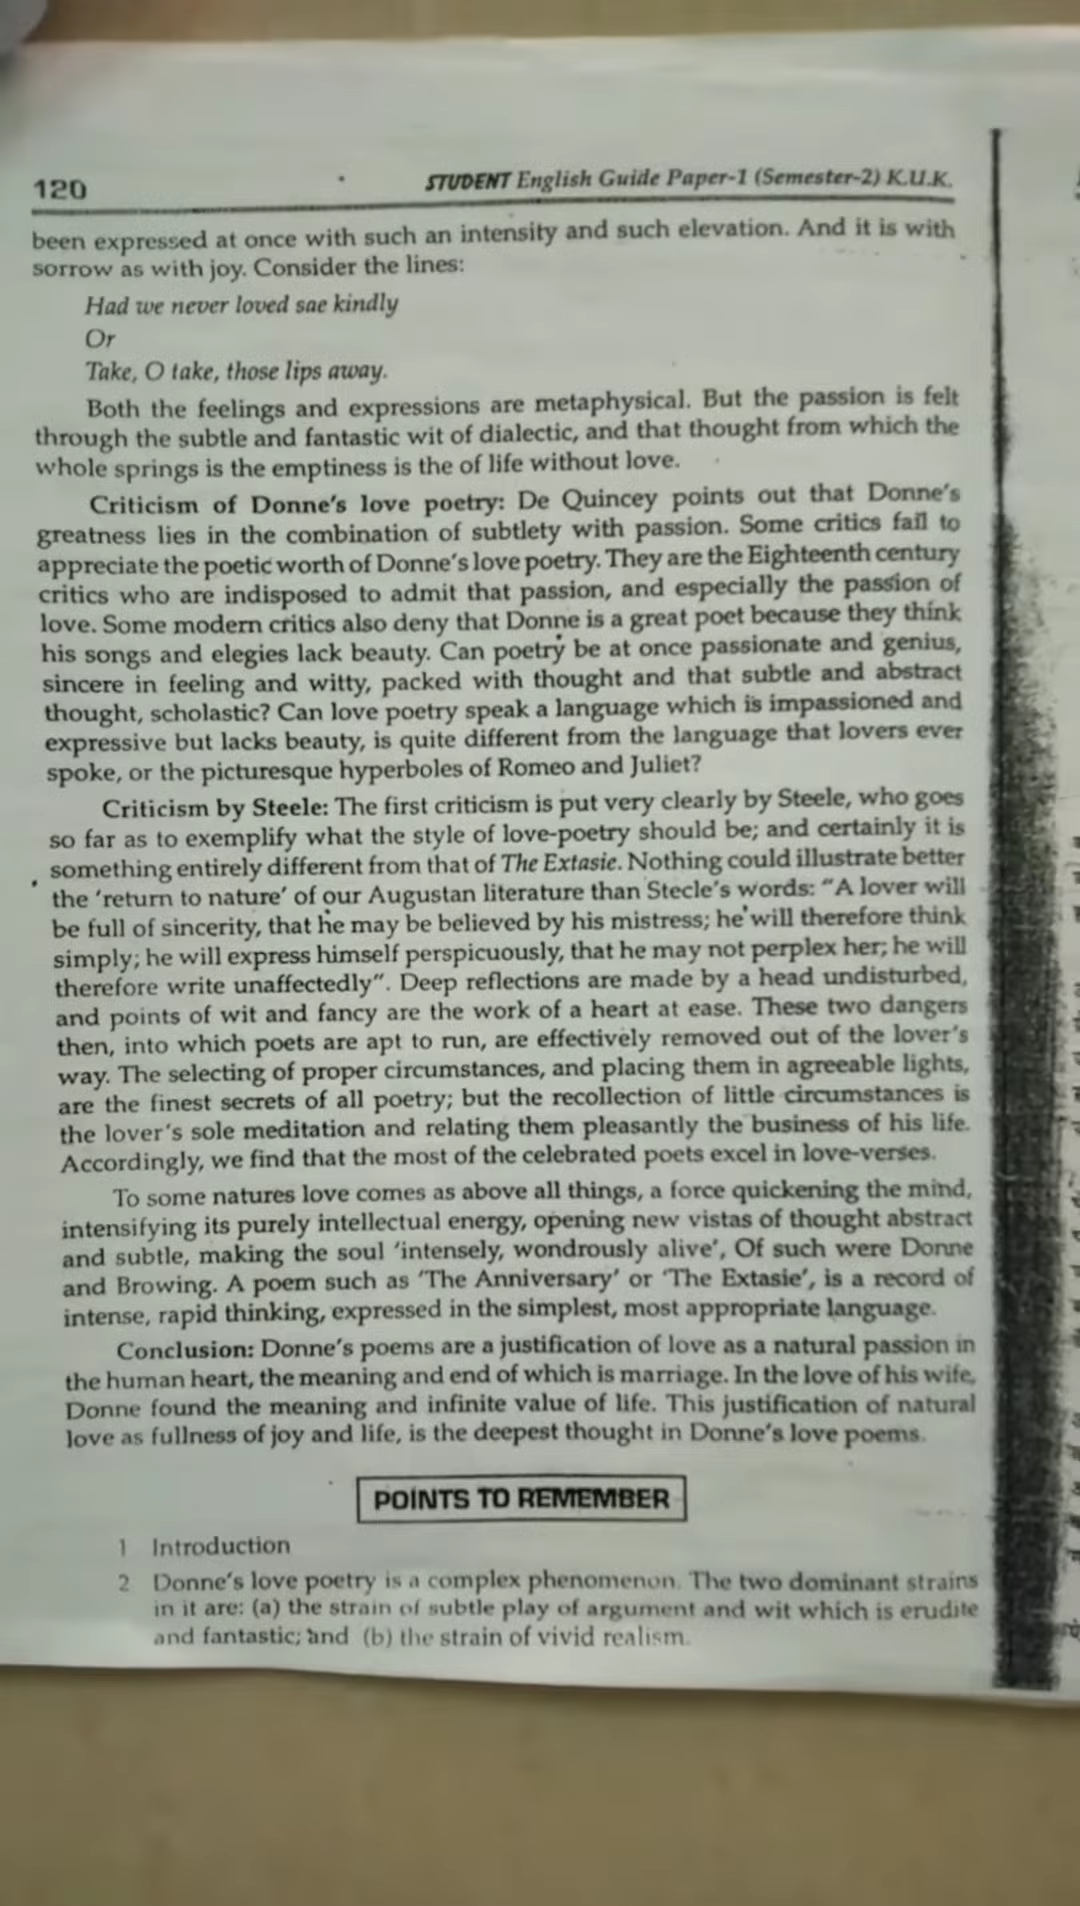 120
STUDENT English Guide Paper-1 (Semester-2) K.U.K.
been expressed at once with such an intensity and such elevation. And it is with
sorrow as with joy. Consider the lines:
Had we never loved sae kindly
Or
Take, O take, those lips away.
Both the feelings and expressions are metaphysical. But the passion is felt
through the subtle and fantastic wit of dialectic, and that thought from which the
whole springs is the emptiness is the of life without love.
Criticism of Donne's love poetry: De Quincey points out that Donne's
greatness lies in the combination of subtlety with passion. Some critics fail to
appreciate the poetic worth of Donne's love poetry. They are the Eighteenth century
critics who are indisposed to admit that passion, and especially the passion of
love. Some modern critics also deny that Donne is a great poet because they think
his songs and elegies lack beauty. Can poetry be at once passionate and genius,
sincere in feeling and witty, packed with thought and that subtle and abstract
thought, scholastic? Can love poetry speak a language which is impassioned and
expressive but lacks beauty, is quite different from the language that lovers ever
spoke, or the picturesque hyperboles of Romeo and Juliet?
Criticism by Steele: The first criticism is put very clearly by Steele, who goes
so far as to exemplify what the style of love-poetry should be; and certainly it is
something entirely different from that of The Extasie. Nothing could illustrate better
the 'return to nature' of our Augustan literature than Stecle's words: "A lover will
be full of sincerity, that he may be believed by his mistress; he will therefore think
simply; he will express himself perspicuously, that he may not perplex her; he will
therefore write unaffectedly". Deep reflections are made by a head undisturbed,
and points of wit and fancy are the work of a heart at ease. These two dangers
then, into which poets are apt to run, are effectively removed out of the lover's
way. The selecting of proper circumstances, and placing them in agreeable lights,
are the finest secrets of all poetry; but the recollection of little circumstances is
the lover's sole meditation and relating them pleasantly the business of his life.
Accordingly, we find that the most of the celebrated poets excel in love-verses.
To some natures love comes as above all things, a force quickening the mind,
intensifying its purely intellectual energy, opening new vistas of thought abstract
and subtle, making the soul 'intensely, wondrously alive', Of such were Donne
and Browing. A poem such as 'The Anniversary' or 'The Extasie', is a record of
intense, rapid thinking, expressed in the simplest, most appropriate language.
Conclusion: Donne's poems are a justification of love as a natural passion in
the human heart, the meaning and end of which is marriage. In the love of his wife,
Donne found the meaning and infinite value of life. This justification of natural
love as fullness of joy and life, is the deepest thought in Donne's love poems.
POINTS TO REMEMBER
1 Introduction
2 Donne's love poetry is a complex phenomenon. The two dominant strains
in it are: (a) the strain of subtle play of argument and wit which is erudite
and fantastic; and (b) the strain of vivid realism.